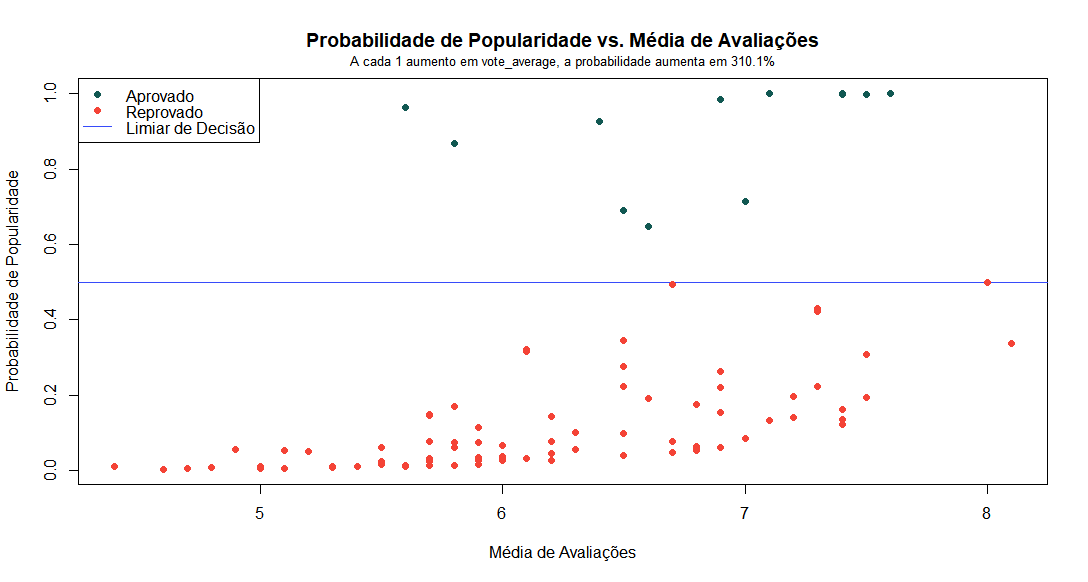 Probabilidade de Popularidade vs. Média de Avaliações
A cada 1 aumento em vote_average, a probabilidade aumenta em 310.1%
Aprovado
Reprovado
Limiar de Decisão
Probabilidade de Popularidade
1.0
0.8
0.6
0.4
0.2
0.0
5
6
7
8
Média de Avaliações